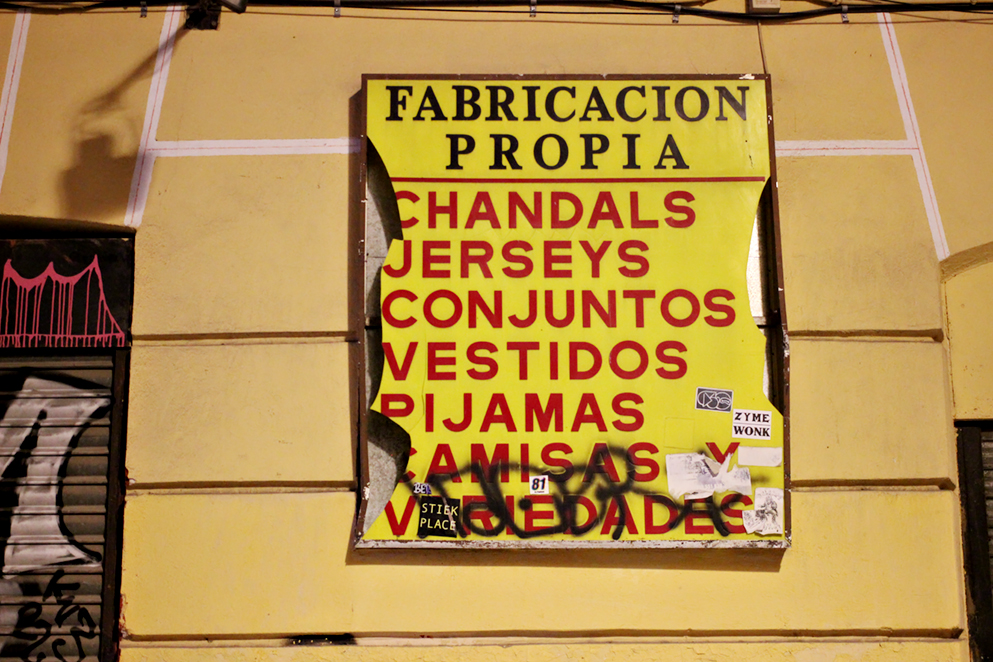 FABRICACION
PROPIA
CHANDALS
JERSEYS
CONJUNTOS
VESTIDOS
PIJAMAS
CAMISAS Y
VARIEDADES
ZYME
WONK
81
STIEK
PLACE